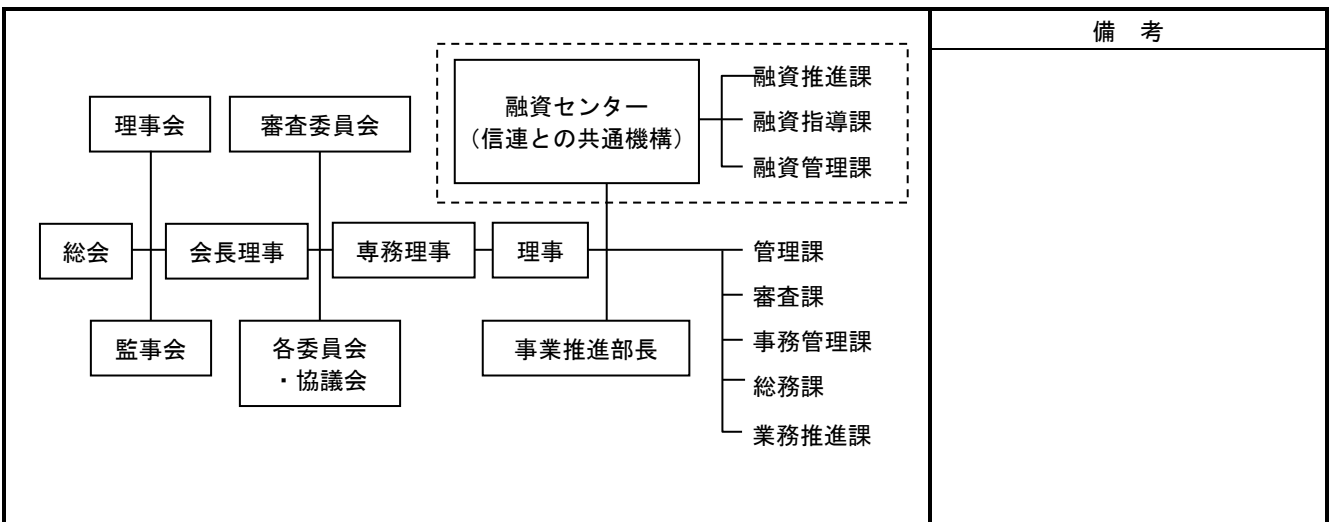 備 考
融資センター
(信連との共通機構)
融資推進課
融資指導課
融資管理課
理事会
審査委員会
総会
会長理事
専務理事
理事
管理課
審査課
事務管理課
総務課
業務推進課
監事会
各委員会
・協議会
事業推進部長